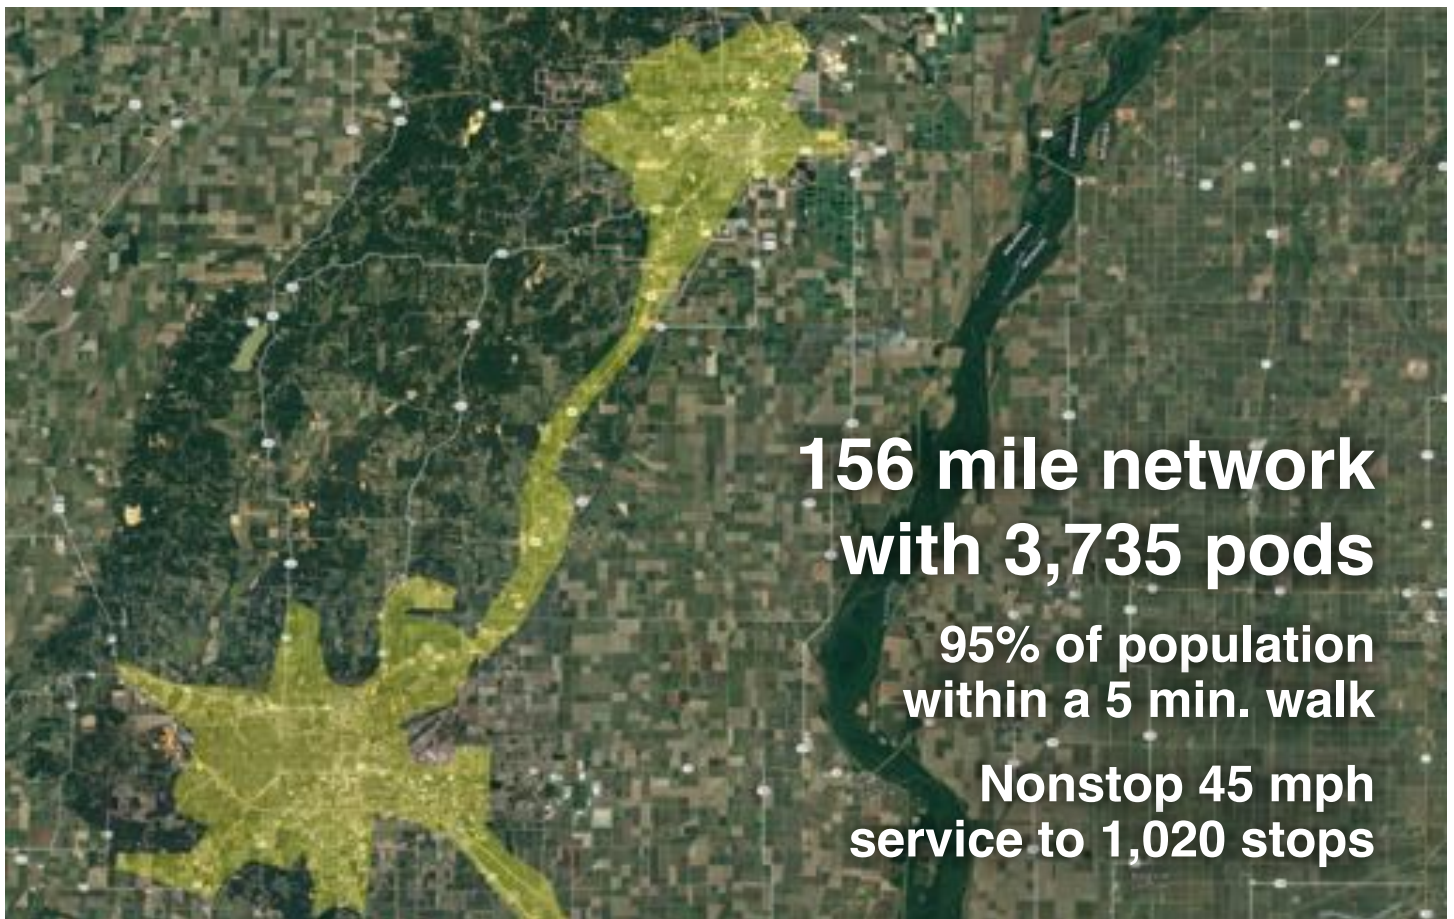 156 mile network
with 3,735 pods
95% of population
within a 5 min. walk
Nonstop 45 mph
service to 1,020 stops